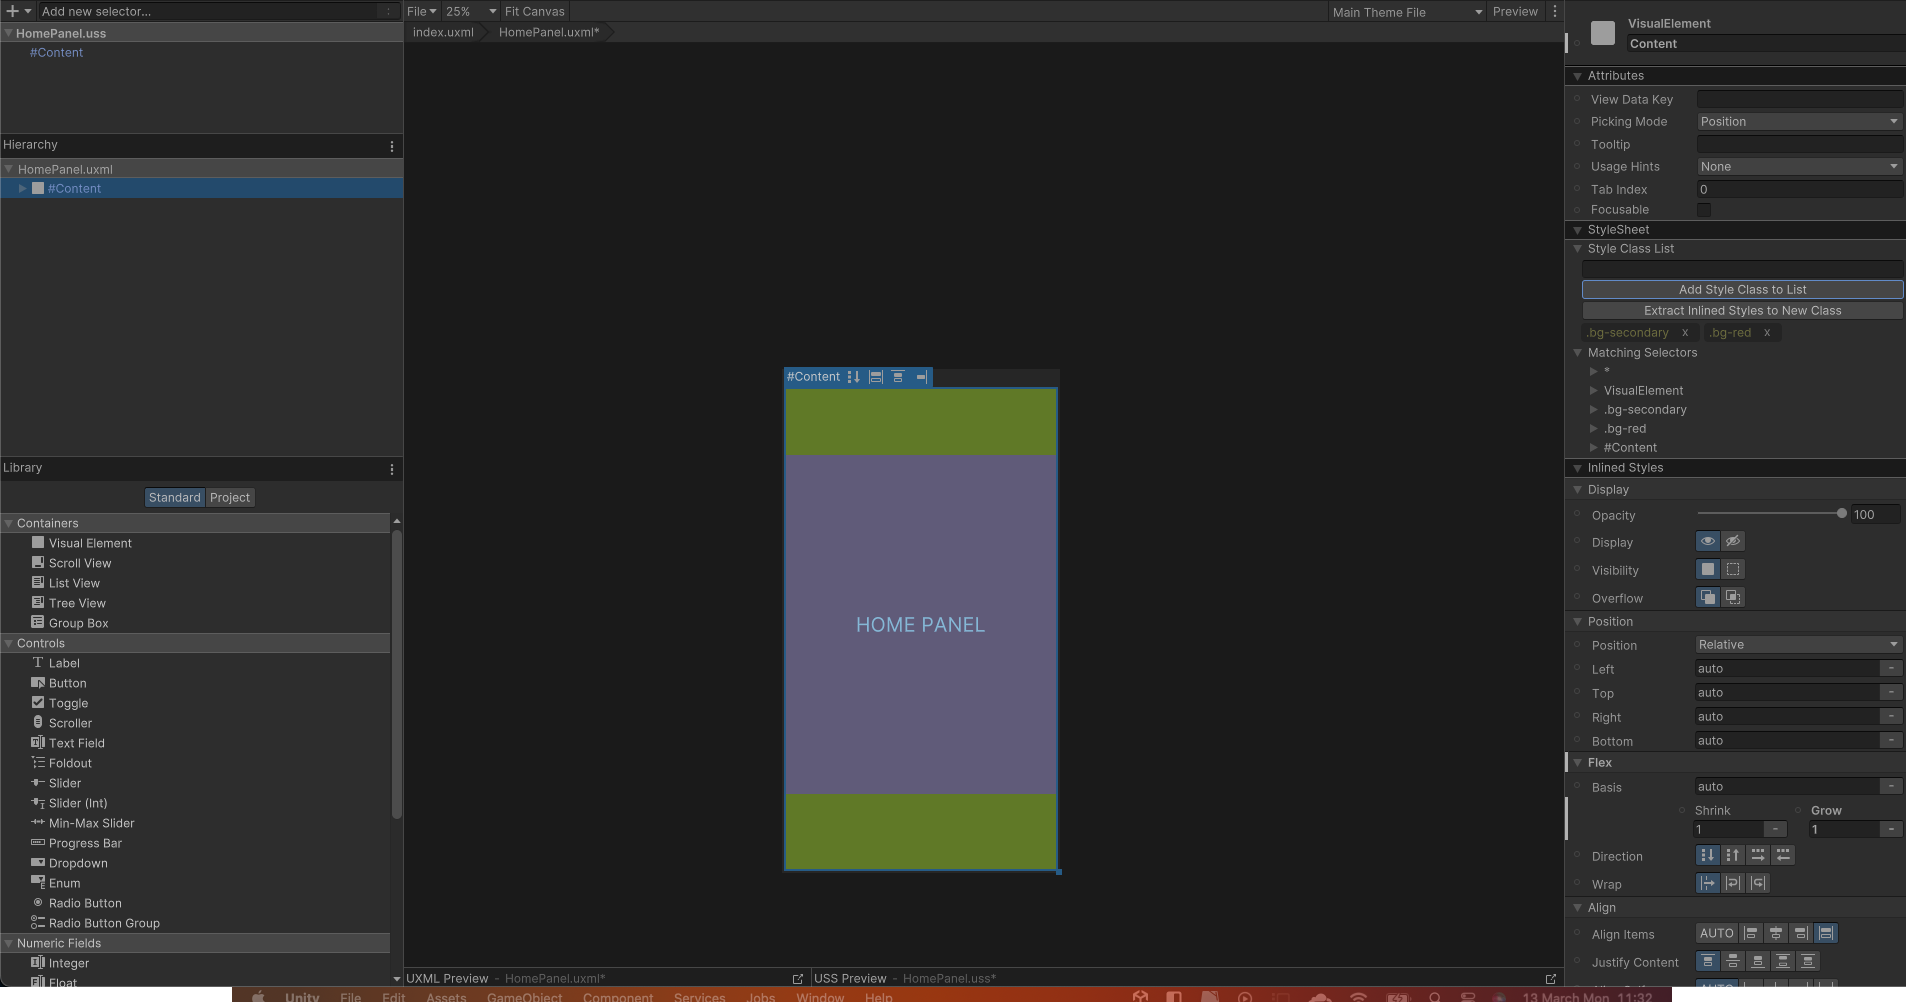 Add new selector...
HomePanel.uss
#Content
Hierarchy
HomePanel.uxml
#Content
Library
Standard Project
Containers
Visual Element
Scroll View
List View
Tree View
Group Box
Controls
Label
Button
Toggle
Scroller
Text Field
Foldout
Slider
Slider (Int)
Min-Max Slider
Progress Bar
Dropdown
Enum
Radio Button
Radio Button Group
Numeric Fields
Integer
Float
File 25% Fit Canvas Main Theme File Preview
index.uxml HomePanel.uxml*
#Content
HOME PANEL
UXML Preview - HomePanel.uxml* USS Preview - HomePanel.uss*
VisualElement
Content
Attributes
View Data Key
Picking Mode Position
Tooltip
Usage Hints None
Tab Index 0
Focusable
StyleSheet
Style Class List
Add Style Class to List
Extract Inlined Styles to New Class
.bg-secondary x .bg-red x
Matching Selectors
*
VisualElement
.bg-secondary
.bg-red
#Content
Inlined Styles
Display
Opacity 100
Display
Visibility
Overflow
Position
Position Relative
Left auto -
Top auto -
Right auto -
Bottom auto -
Flex
Basis auto -
Shrink Grow
1 - 1 -
Direction
Wrap
Align
Align Items AUTO
Justify Content
Unity File Edit Assets GameObject Component Services Jobs Window Help 13 March Mon, 11:32